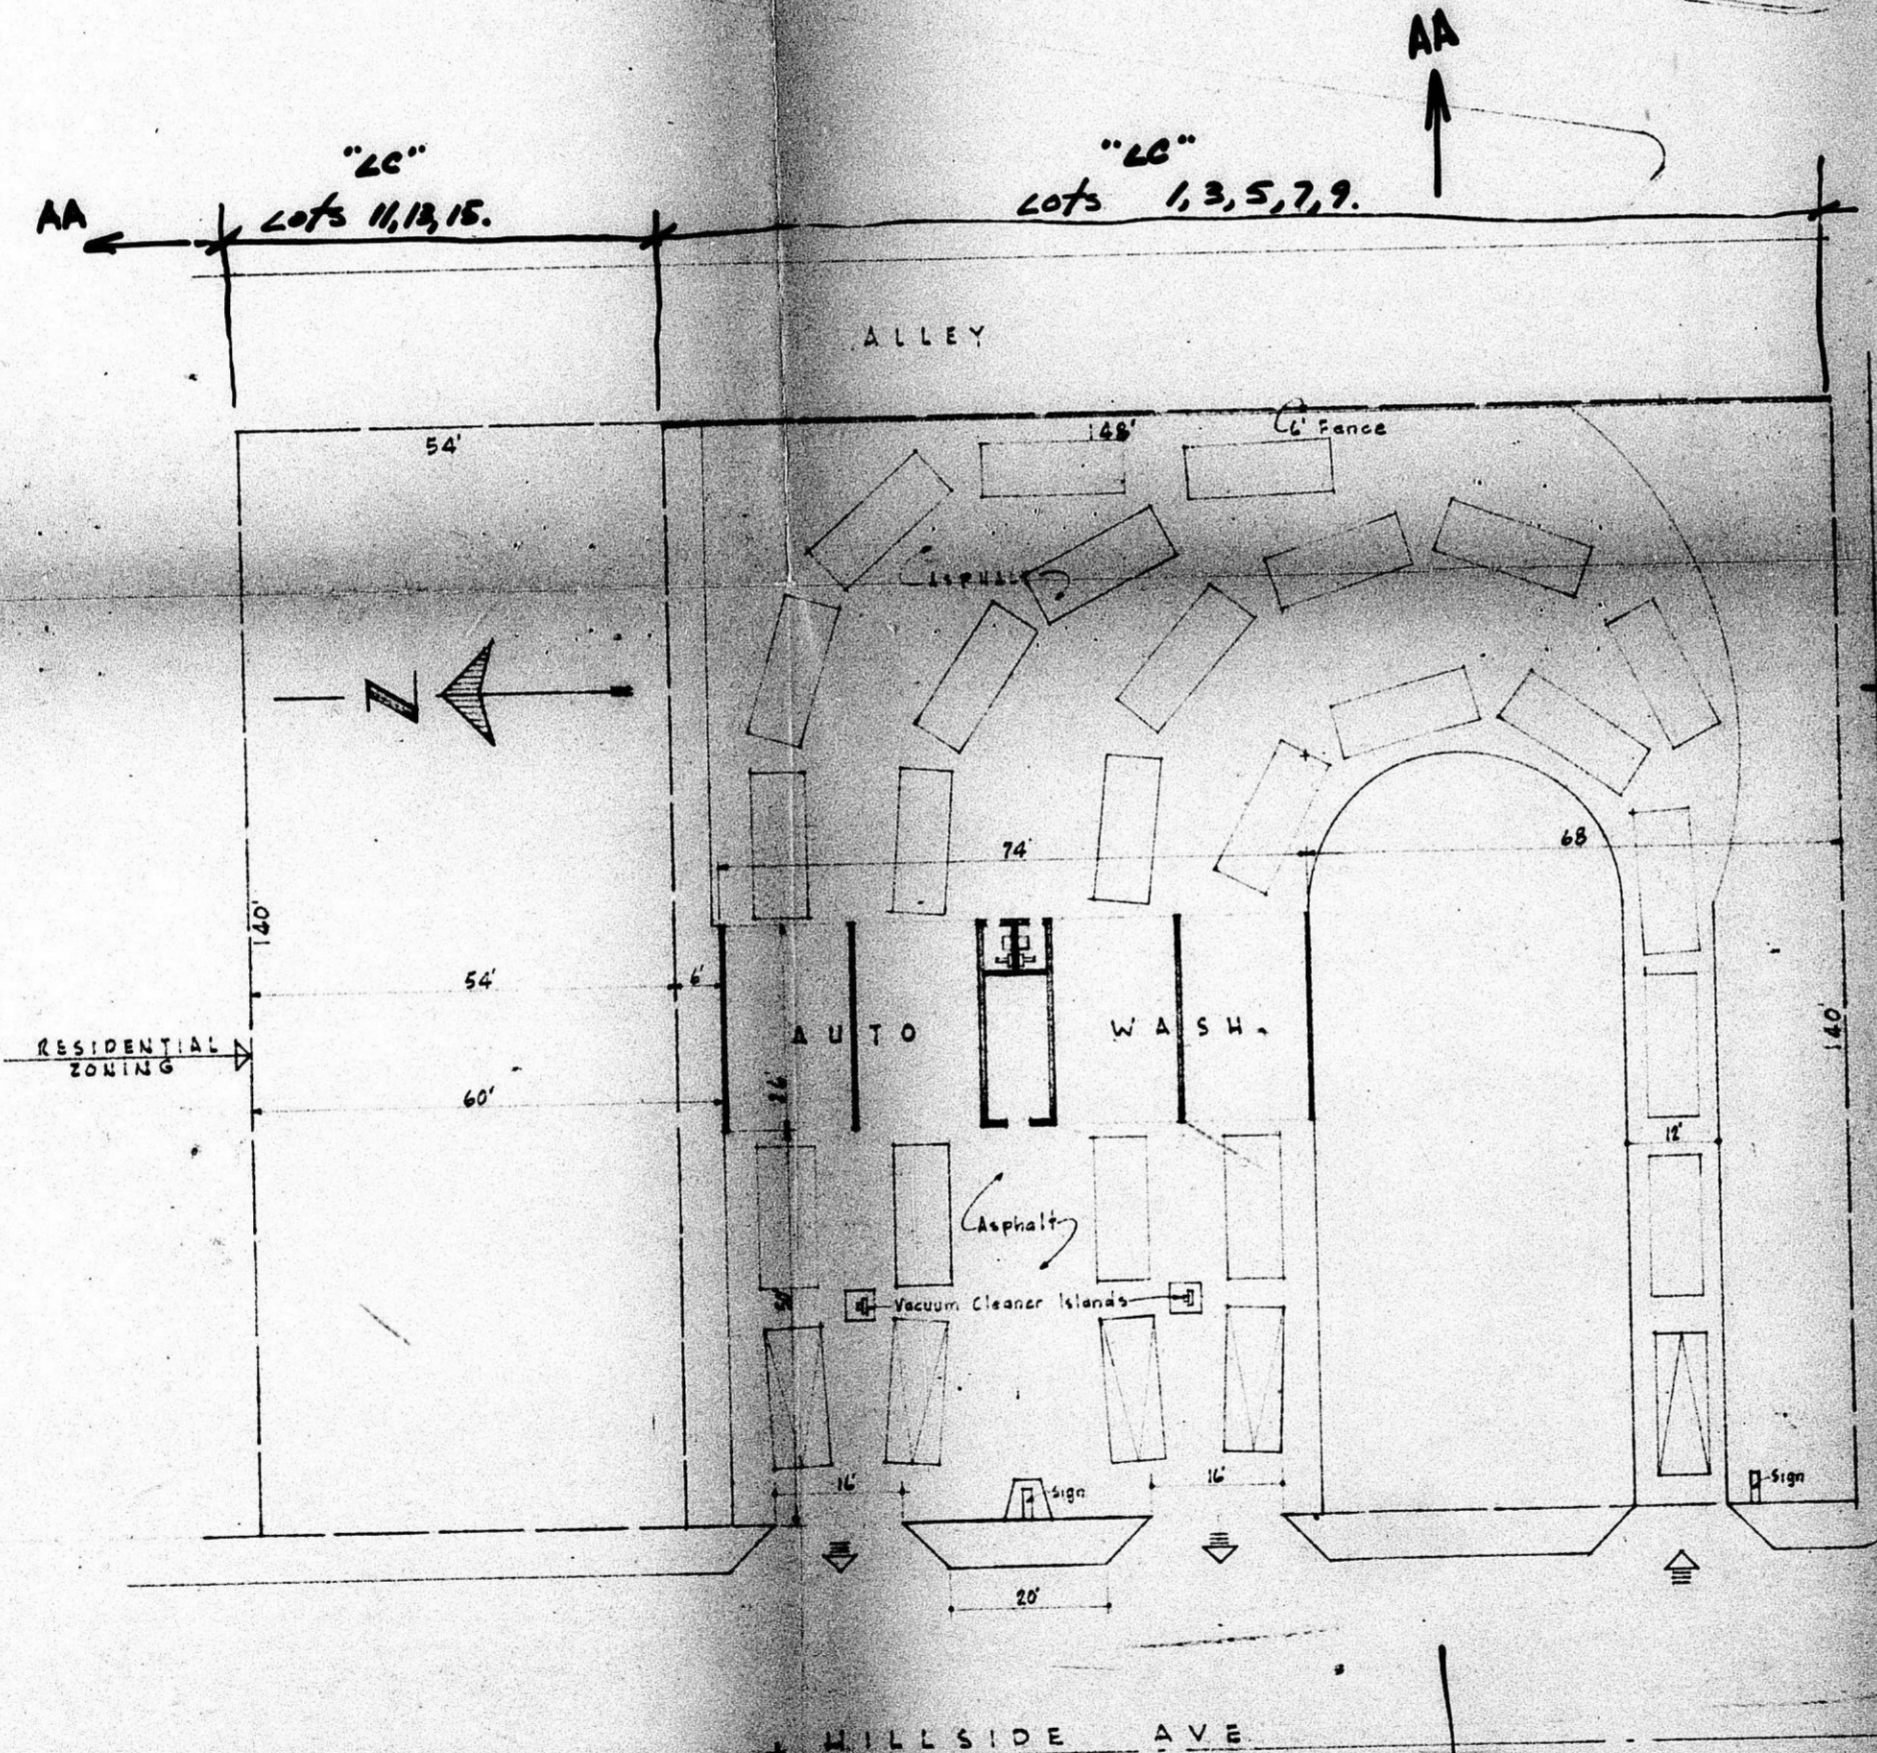 AA
"LC"
"LC"
AA
Lots 11,13,15.
Lots 1,3,5,7,9.
ALLEY
54'
148'
6' Fence
ASPHALT
N
74'
68
140'
54'
6'
AUTO WASH.
140'
RESIDENTIAL
ZONING
60'
26'
12'
Asphalt
50'
Vacuum Cleaner Islands
16'
16'
Sign
Sign
20'
HILLSIDE AVE